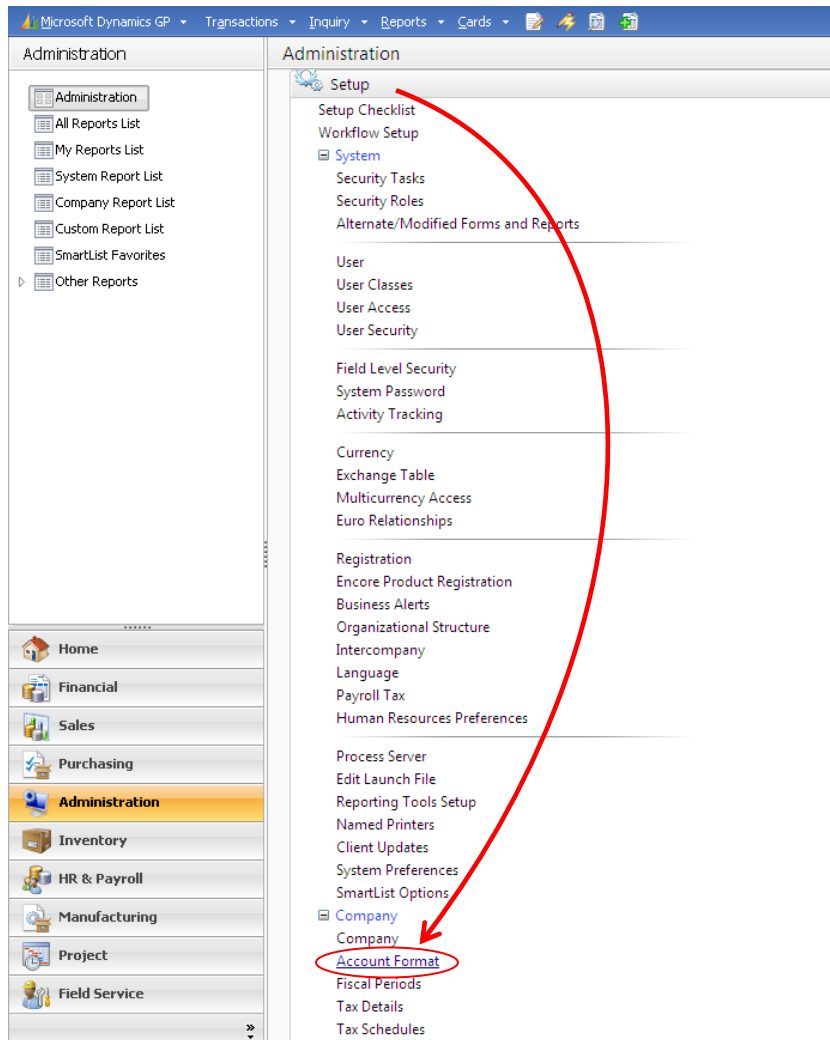 Microsoft Dynamics GP Transactions Inquiry Reports Cards
Administration
Administration
All Reports List
My Reports List
System Report List
Company Report List
Custom Report List
SmartList Favorites
Other Reports
Home
Financial
Sales
Purchasing
Administration
Inventory
HR & Payroll
Manufacturing
Project
Field Service
Administration
Setup
Setup Checklist
Workflow Setup
System
Security Tasks
Security Roles
Alternate/Modified Forms and Reports
User
User Classes
User Access
User Security
Field Level Security
System Password
Activity Tracking
Currency
Exchange Table
Multicurrency Access
Euro Relationships
Registration
Encore Product Registration
Business Alerts
Organizational Structure
Intercompany
Language
Payroll Tax
Human Resources Preferences
Process Server
Edit Launch File
Reporting Tools Setup
Named Printers
Client Updates
System Preferences
SmartList Options
Company
Company
Account Format
Fiscal Periods
Tax Details
Tax Schedules